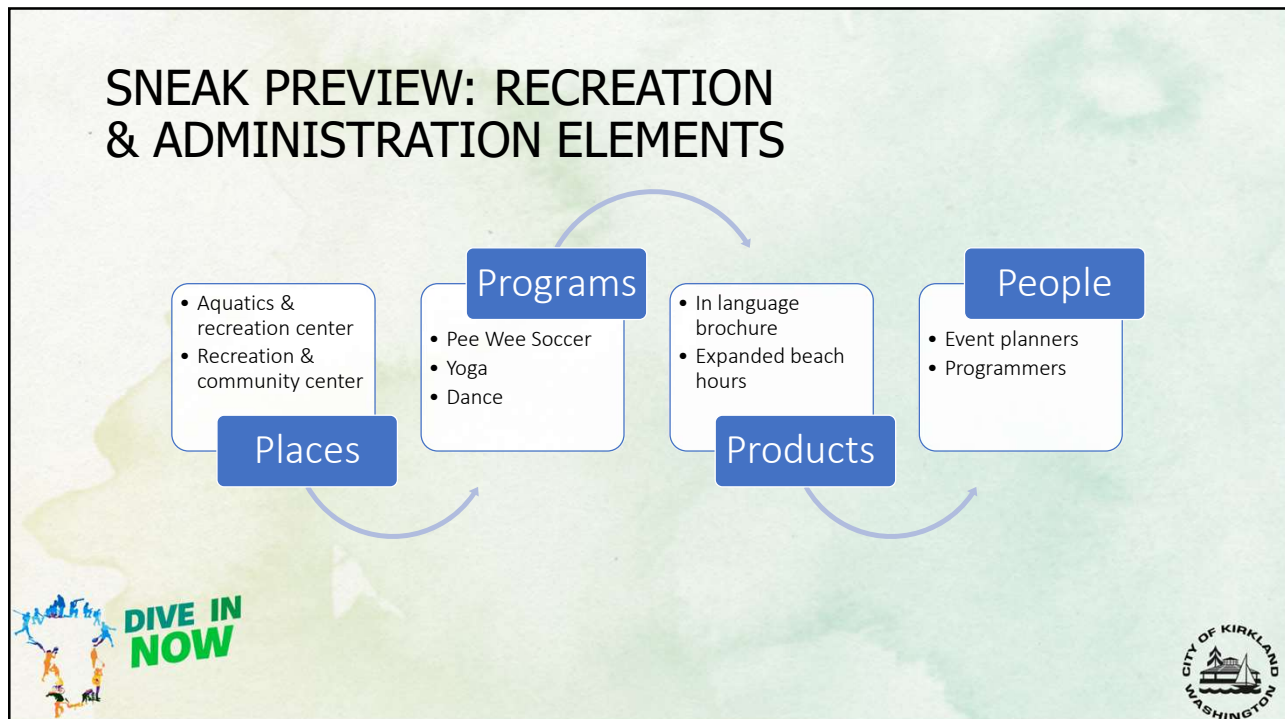 SNEAK PREVIEW: RECREATION
& ADMINISTRATION ELEMENTS
• Aquatics &
recreation center
• Recreation &
community center
Places
Programs
• Pee Wee Soccer
• Yoga
• Dance
• In language
brochure
• Expanded beach
hours
Products
People
• Event planners
• Programmers
DIVE IN
NOW
CITY OF KIRKLAND
WASHINGTON